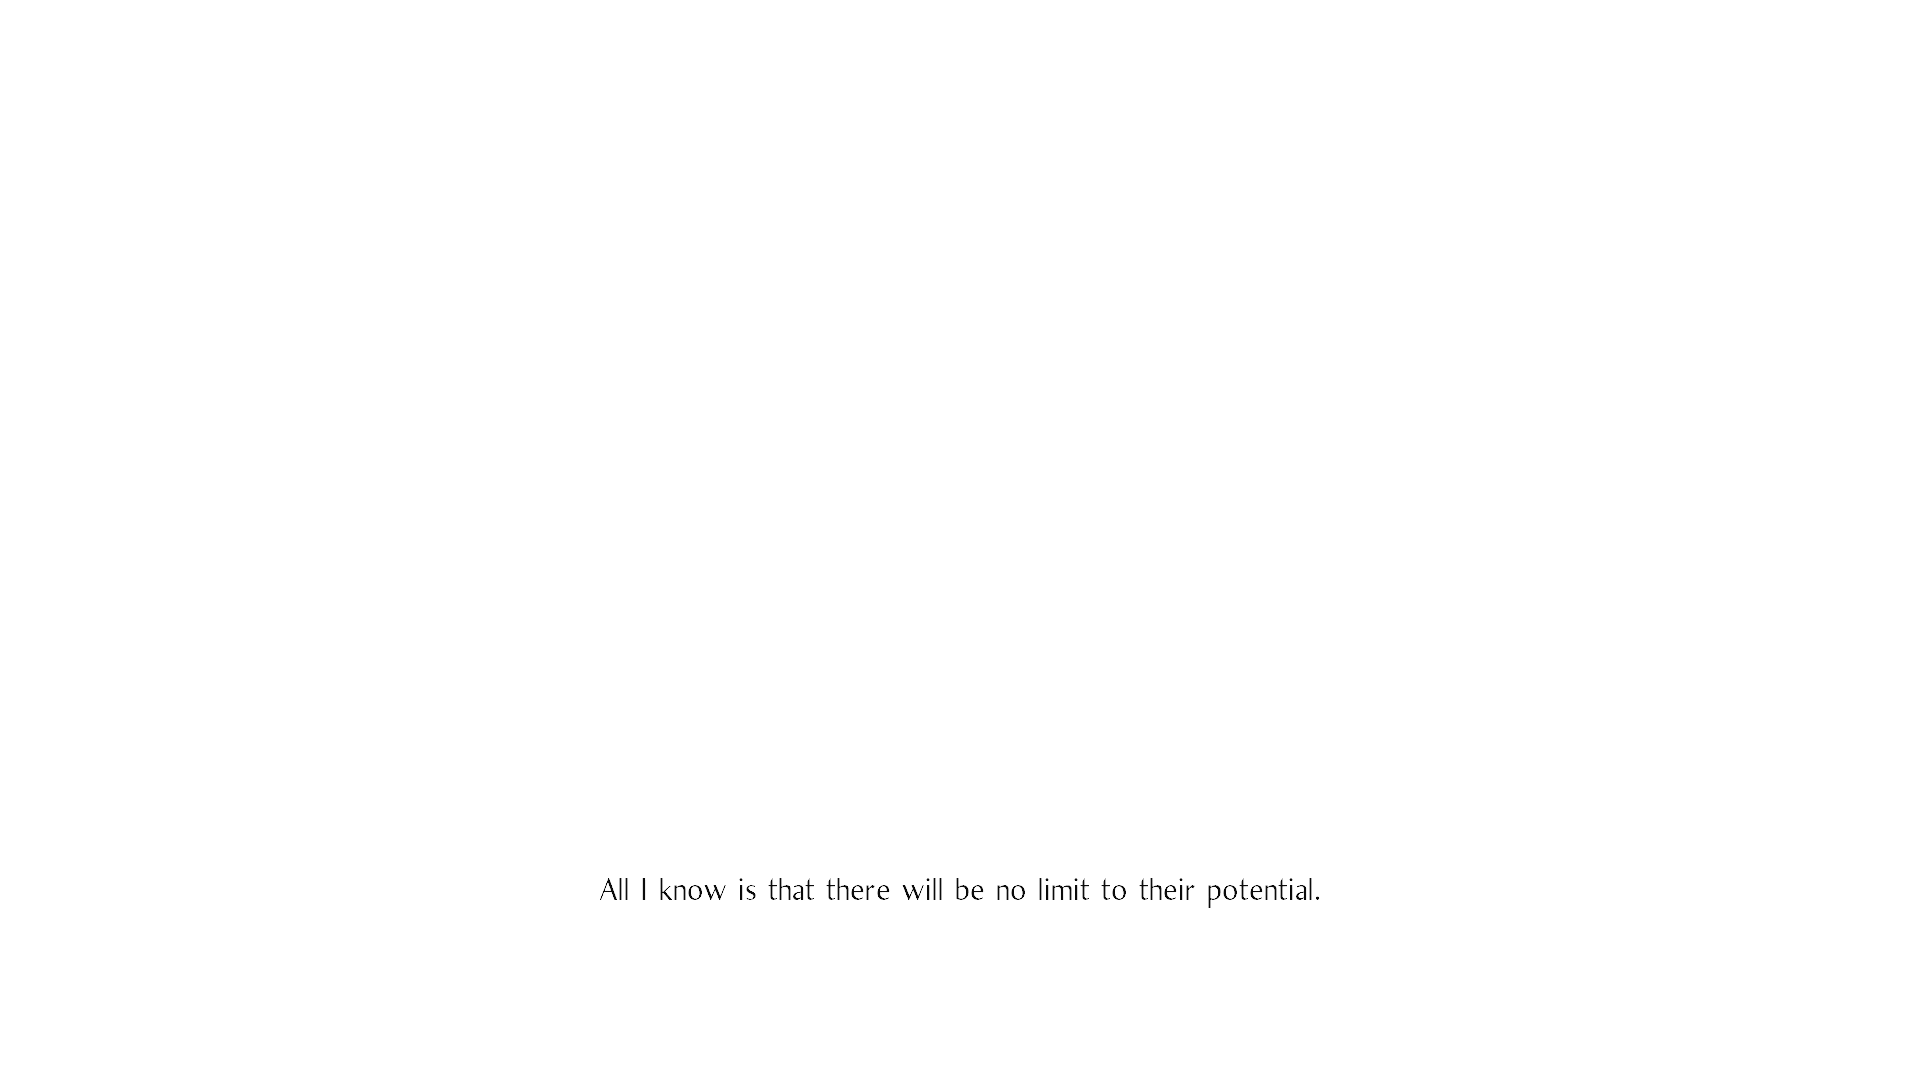 All I know is that there will be no limit to their potential.